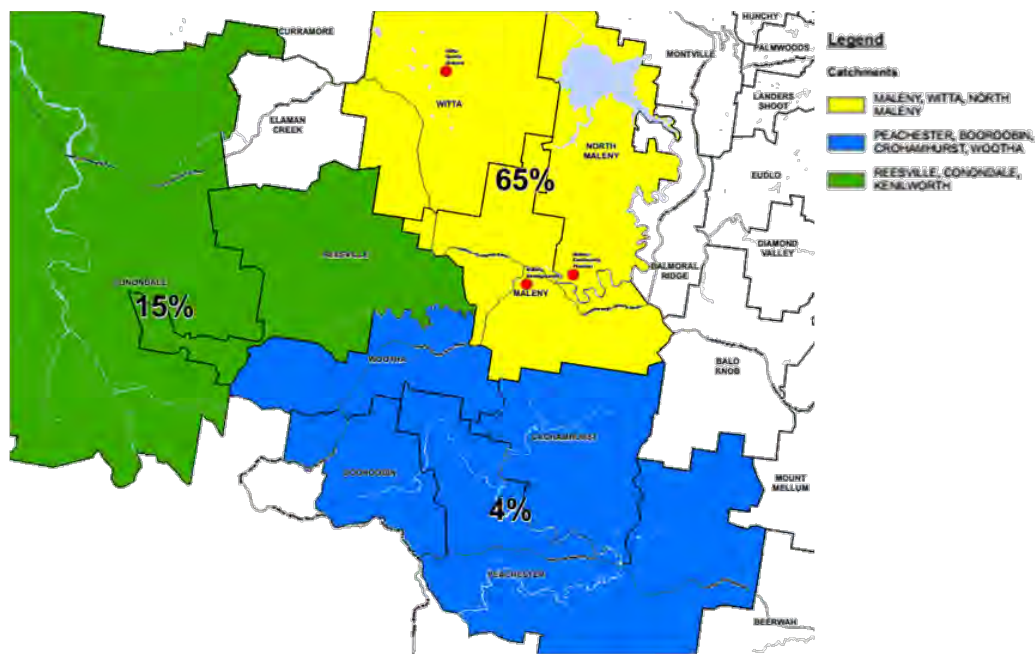 HUNCHY
CURRAMORE
MONTVILLE
PALMWOODS
WITTA
LANDERS
SHOOT
ELAMAN
CREEK
NORTH
MALENY
65%
EUDLO
DIAMOND
VALLEY
REESVILLE
BALMORAL
RIDGE
MALENY
15%
WOOTHA
BALD
KNOB
CROHAMHURST
BOOROOBIN
MOUNT
MELLUM
4%
PEACHESTER
BEERWAH
Legend
Catchments
MALENY, WITTA, NORTH
MALENY
PEACHESTER, BOOROOBIN,
CROHAMHURST, WOOTHA
REESVILLE, CONONDALE,
KENILWORTH